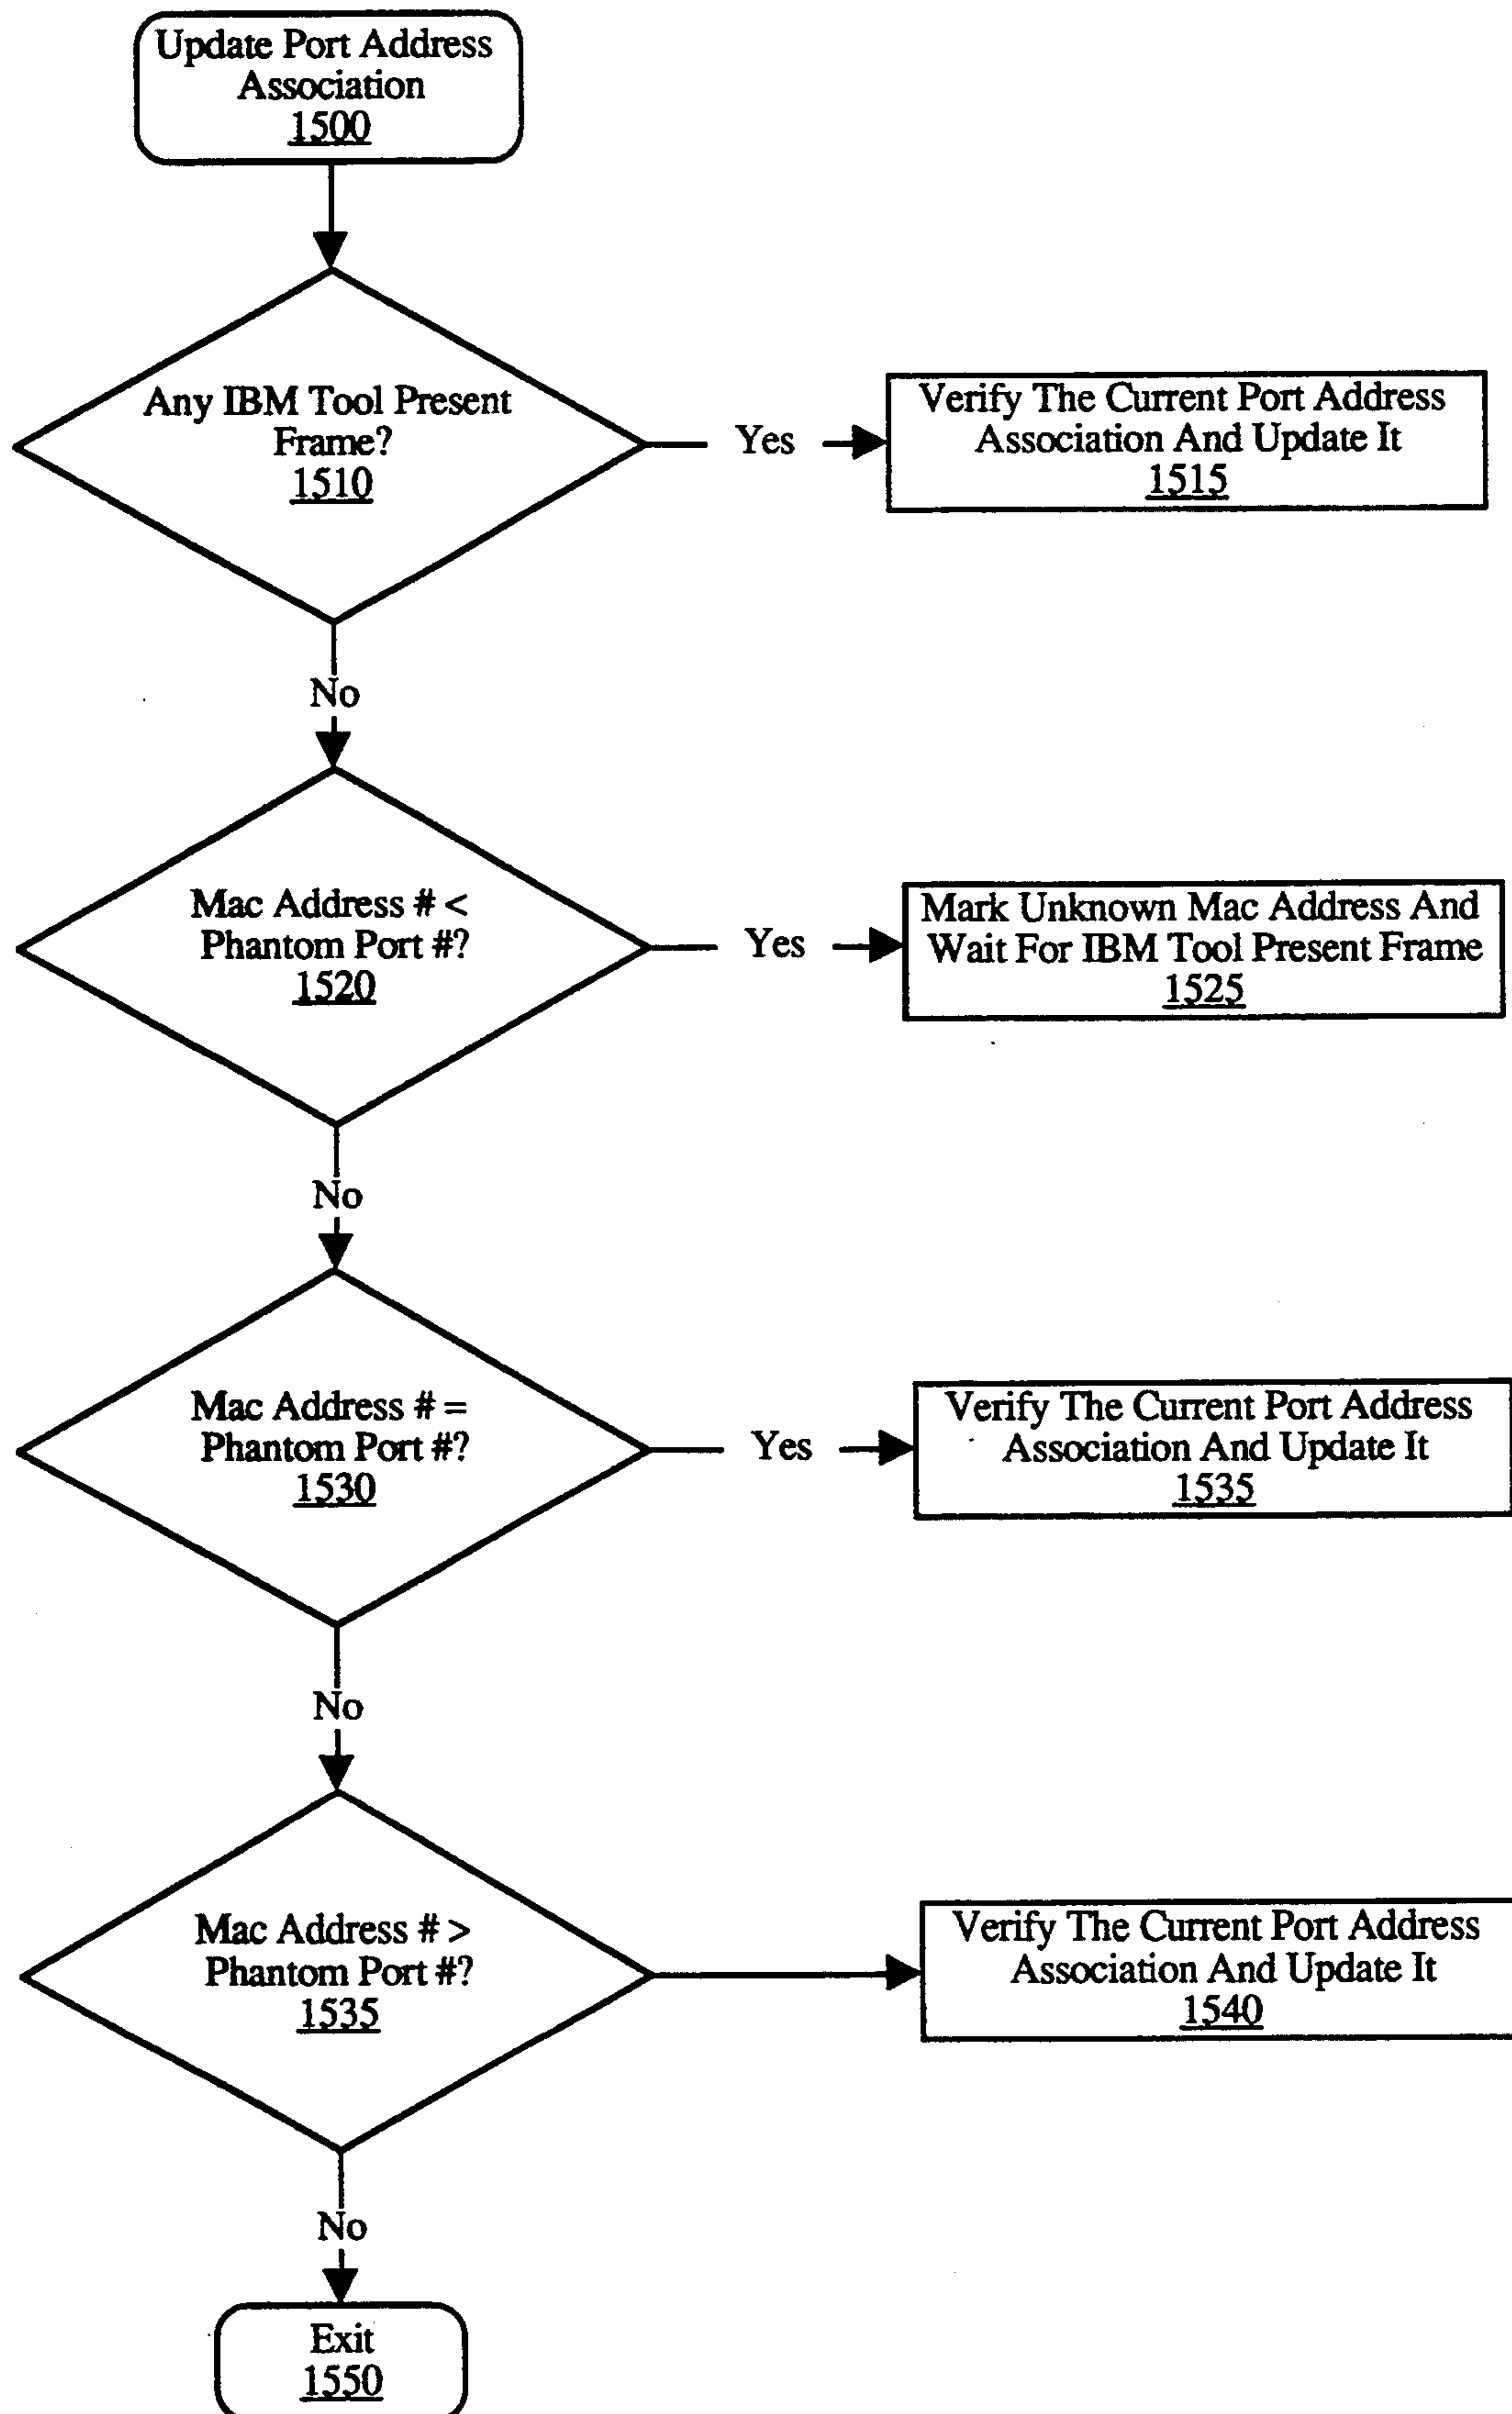 Update Port Address
Association
1500
Any IBM Tool Present
Frame?
1510
Yes
Verify The Current Port Address
Association And Update It
1515
No
Mac Address # <
Phantom Port #?
1520
Yes
Mark Unknown Mac Address And
Wait For IBM Tool Present Frame
1525
No
Mac Address # =
Phantom Port #?
1530
Yes
Verify The Current Port Address
Association And Update It
1535
No
Mac Address # >
Phantom Port #?
1535
Verify The Current Port Address
Association And Update It
1540
No
Exit
1550